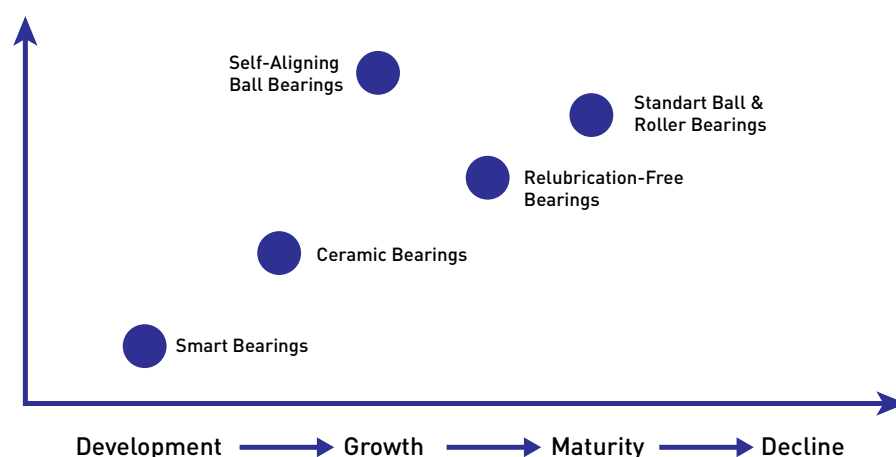 Self-Aligning
Ball Bearings
Standart Ball &
Roller Bearings
Relubrication-Free
Bearings
Ceramic Bearings
Smart Bearings
Development Growth Maturity Decline